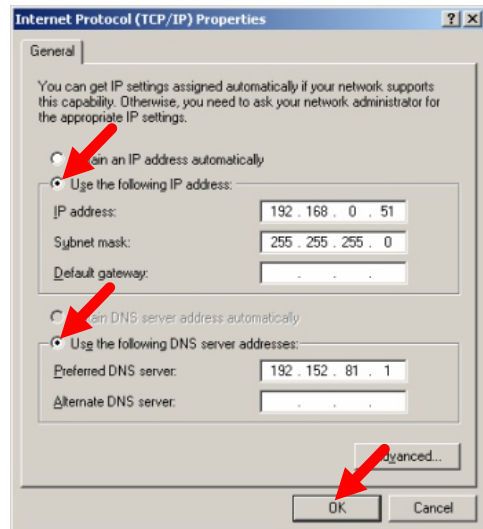 Internet Protocol (TCP/IP) Properties
General
You can get IP settings assigned automatically if your network supports
this capability. Otherwise, you need to ask your network administrator for
the appropriate IP settings.
ain an IP address automatically
Use the following IP address:
IP address: 192 . 168 . 0 . 51
Subnet mask: 255 . 255 . 255 . 0
Default gateway: . . .
ain DNS server address automatically
Use the following DNS server addresses:
Preferred DNS server: 192 . 152 . 81 . 1
Alternate DNS server: . . .
dvanced...
OK Cancel